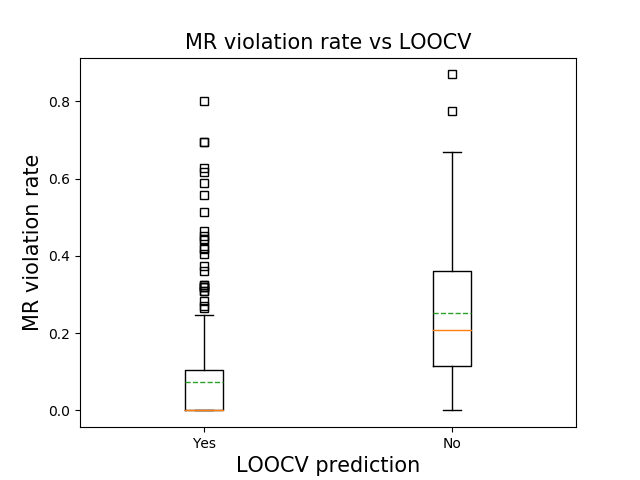 MR violation rate vs LOOCV
MR violation rate
0.8
0.6
0.4
0.2
0.0
Yes
No
LOOCV prediction